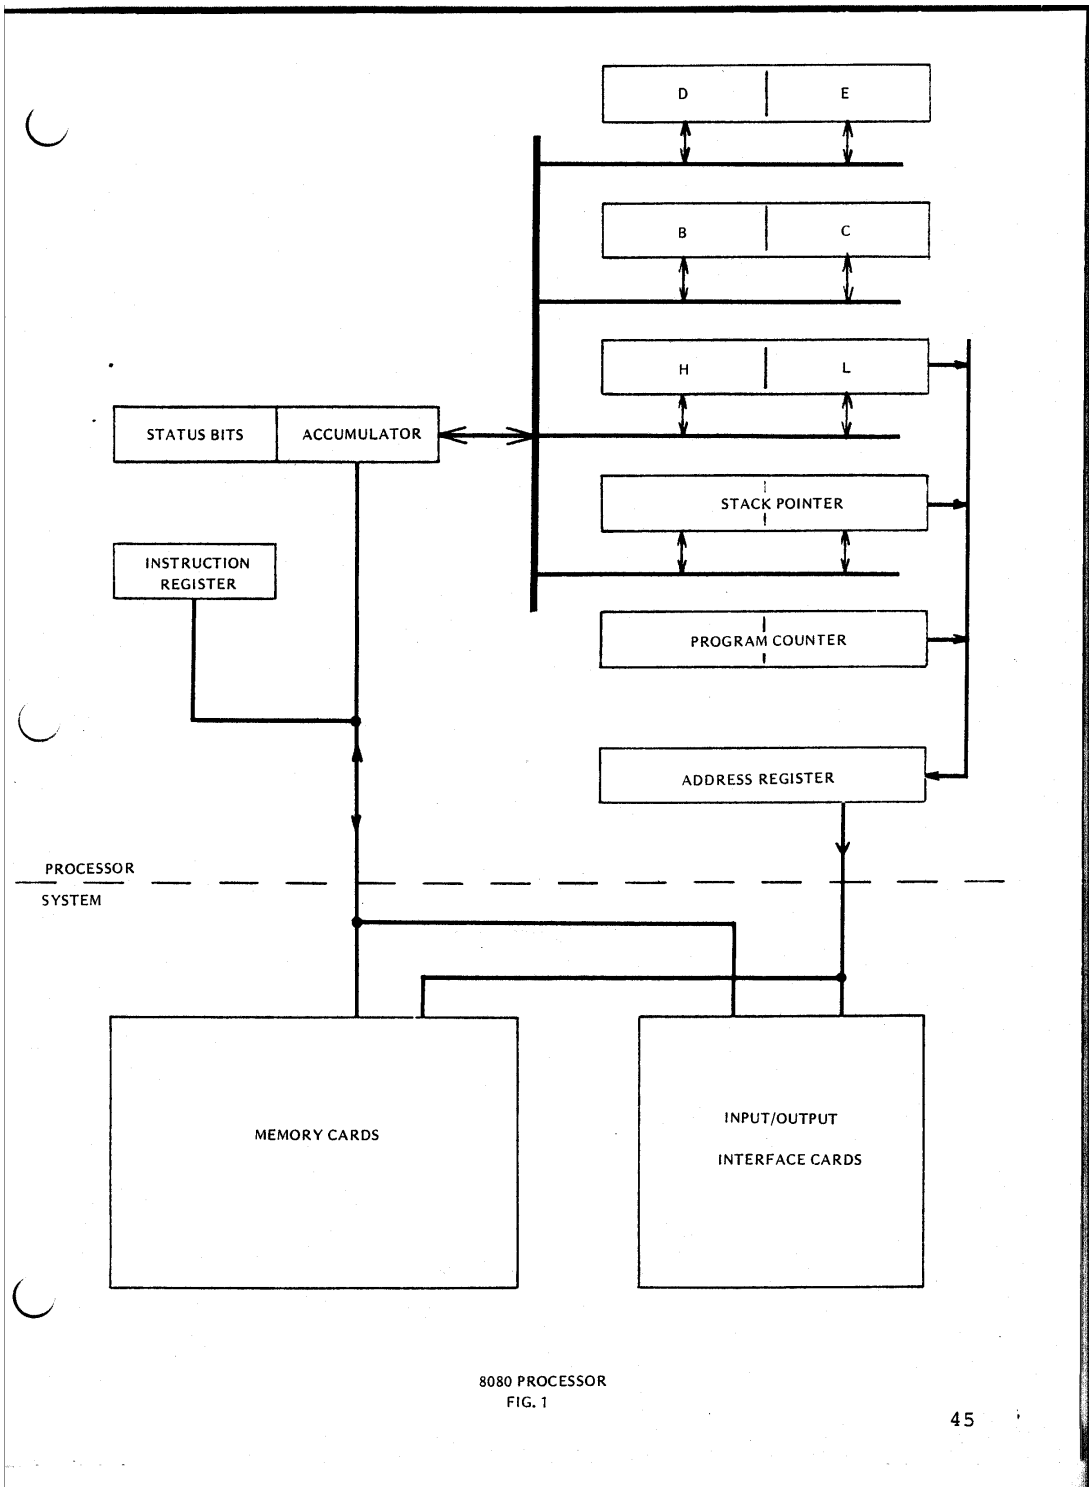 D E
B C
H L
STATUS BITS ACCUMULATOR
STACK POINTER
INSTRUCTION
REGISTER
PROGRAM COUNTER
ADDRESS REGISTER
PROCESSOR
SYSTEM
MEMORY CARDS
INPUT/OUTPUT
INTERFACE CARDS
8080 PROCESSOR
FIG. 1
45